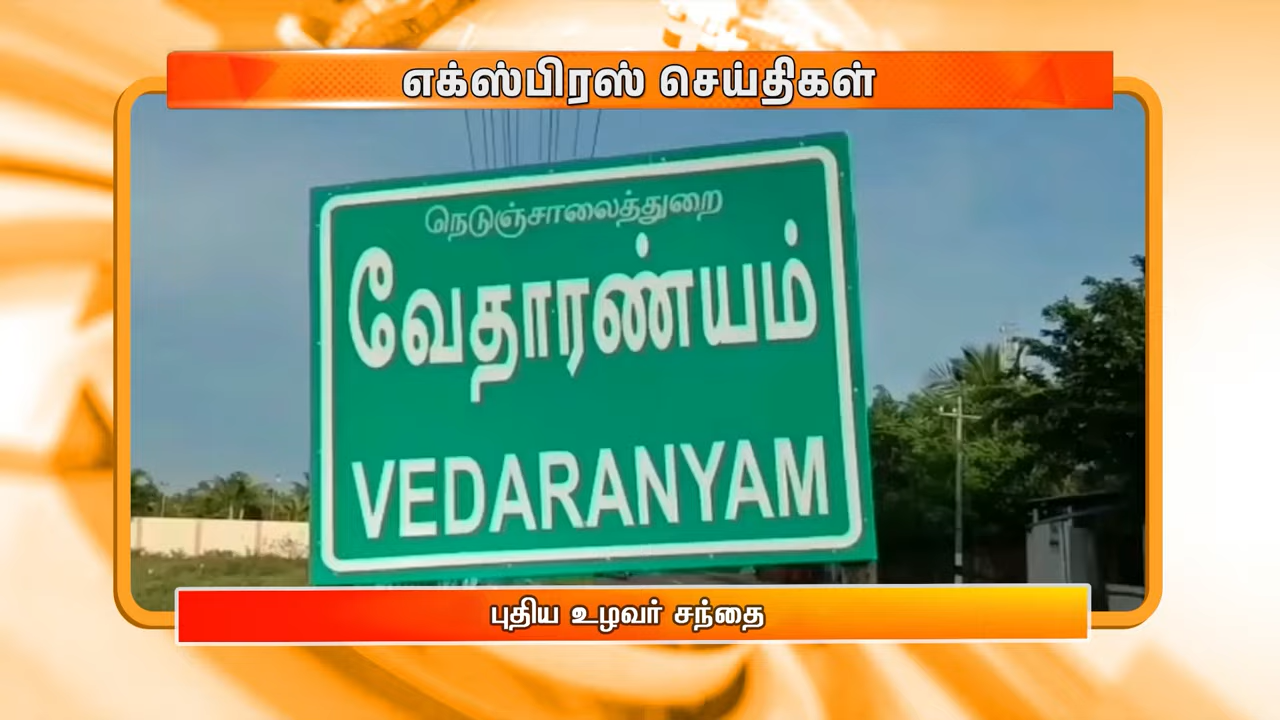 எக்ஸ்பிரஸ் செய்திகள்
நெடுஞ்சாலைத்துறை
வேதாரண்யம்
VEDARANYAM
புதிய உழவர் சந்தை